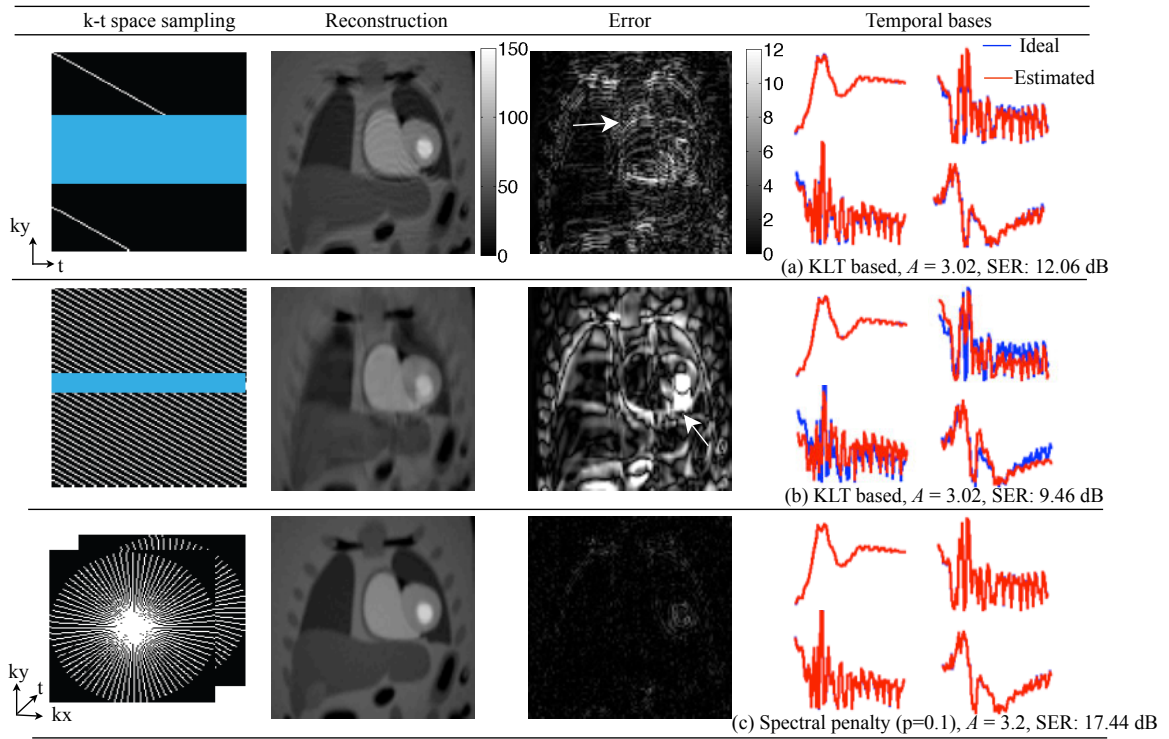 k-t space sampling Reconstruction Error Temporal bases
150
100
50
0
12
10
8
6
4
2
0
Ideal
Estimated
ky
t
(a) KLT based, A = 3.02, SER: 12.06 dB
(b) KLT based, A = 3.02, SER: 9.46 dB
ky
t
kx
(c) Spectral penalty (p=0.1), A = 3.2, SER: 17.44 dB